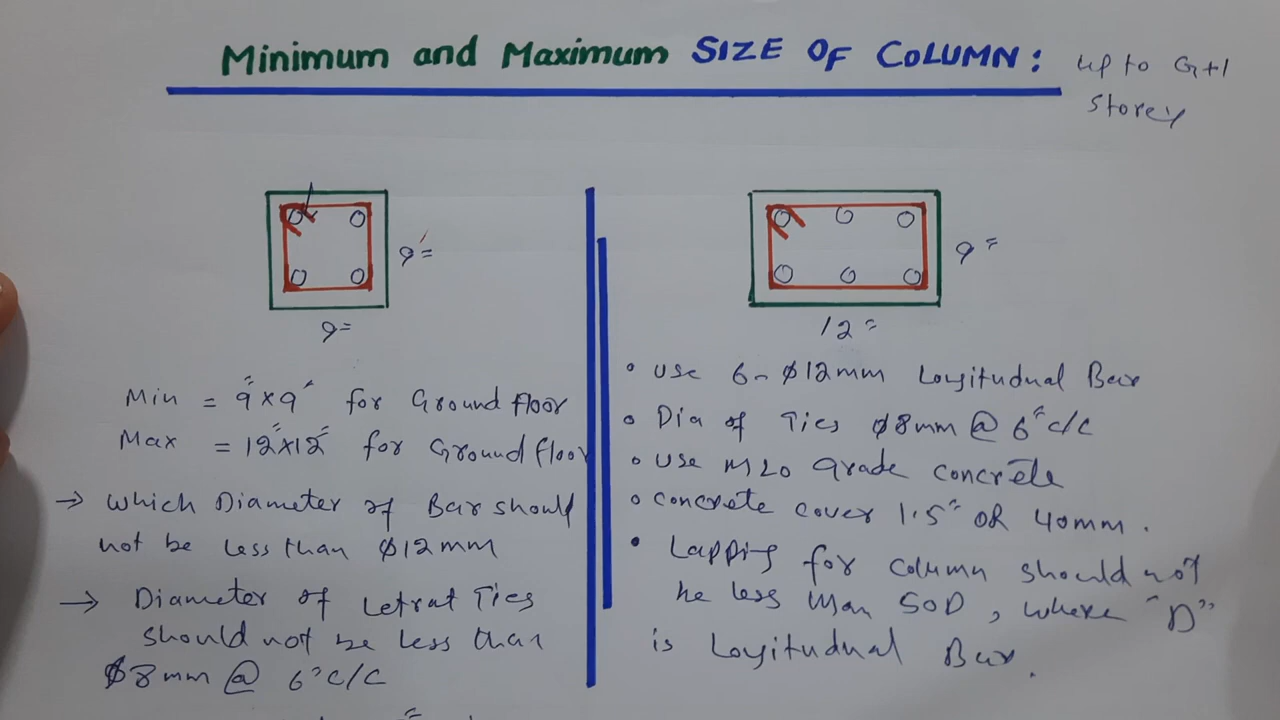 Minimum and Maximum SIZE OF COLUMN: up to G+1
Storey
9"
9"
Min = 9"x9" for Ground Floor
Max = 12"x12" for Ground Floor
→ Which Diameter of Bar should
not be less than ϕ12mm
→ Diameter of Letral Ties
should not be less than
ϕ8mm @ 6"c/c
9"
12"
• Use 6-ϕ12mm Longitudual Bar
• Dia of Ties ϕ8mm @ 6"c/c
• Use M20 Grade concrete
• Concrete cover 1.5" OR 40mm.
• Lapping for column should not
be less than 50D, where "D"
is Longitudual Bar.